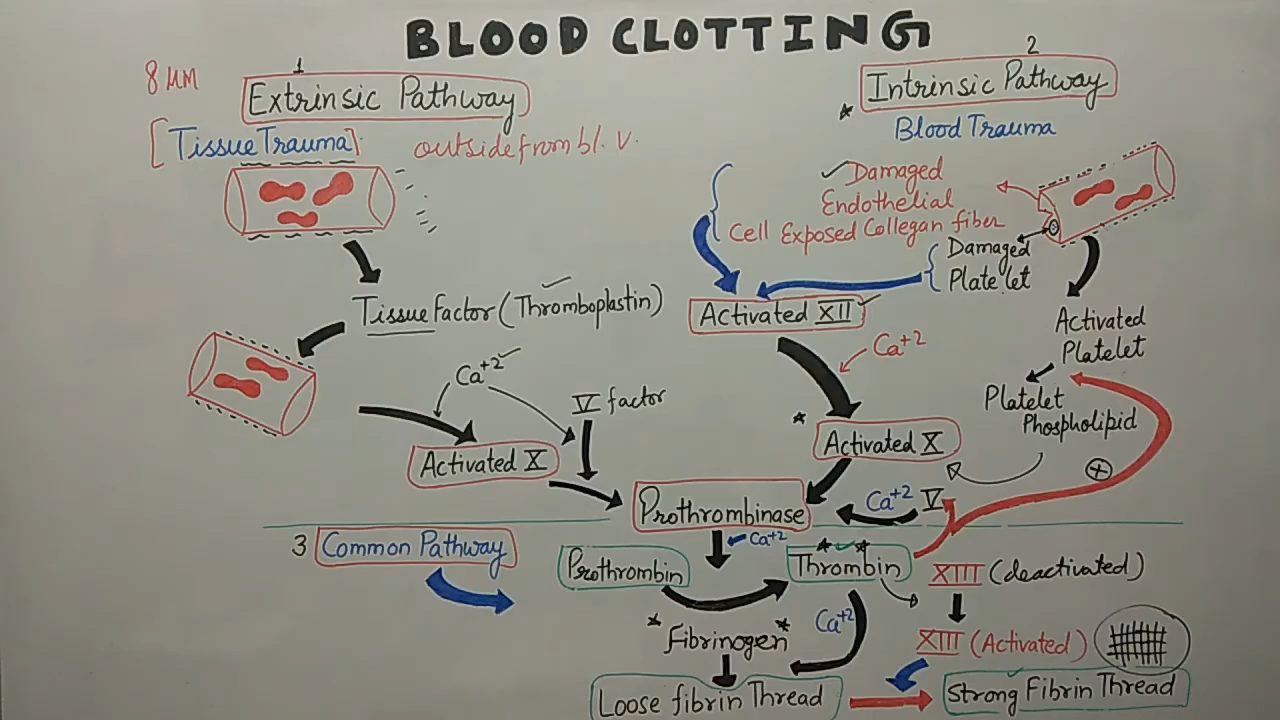 BLOOD CLOTTING
8 μm
1
Extrinsic Pathway
[Tissue Trauma]
outside from bl. v.
Tissue Factor (Thromboplastin)
Ca+2
V factor
Activated X
2
Intrinsic Pathway
Blood Trauma
Damaged
Endothelial
Cell Exposed Collegan fiber
Damaged
Platelet
Activated XII
Ca+2
Activated
Platelet
Platelet
Phospholipid
+
Activated X
Ca+2 V
Prothrombinase
3 Common Pathway
Ca+2
Prothrombin
Thrombin
XIII (deactivated)
Fibrinogen
Ca+2
XIII (Activated)
Loose fibrin Thread
Strong Fibrin Thread